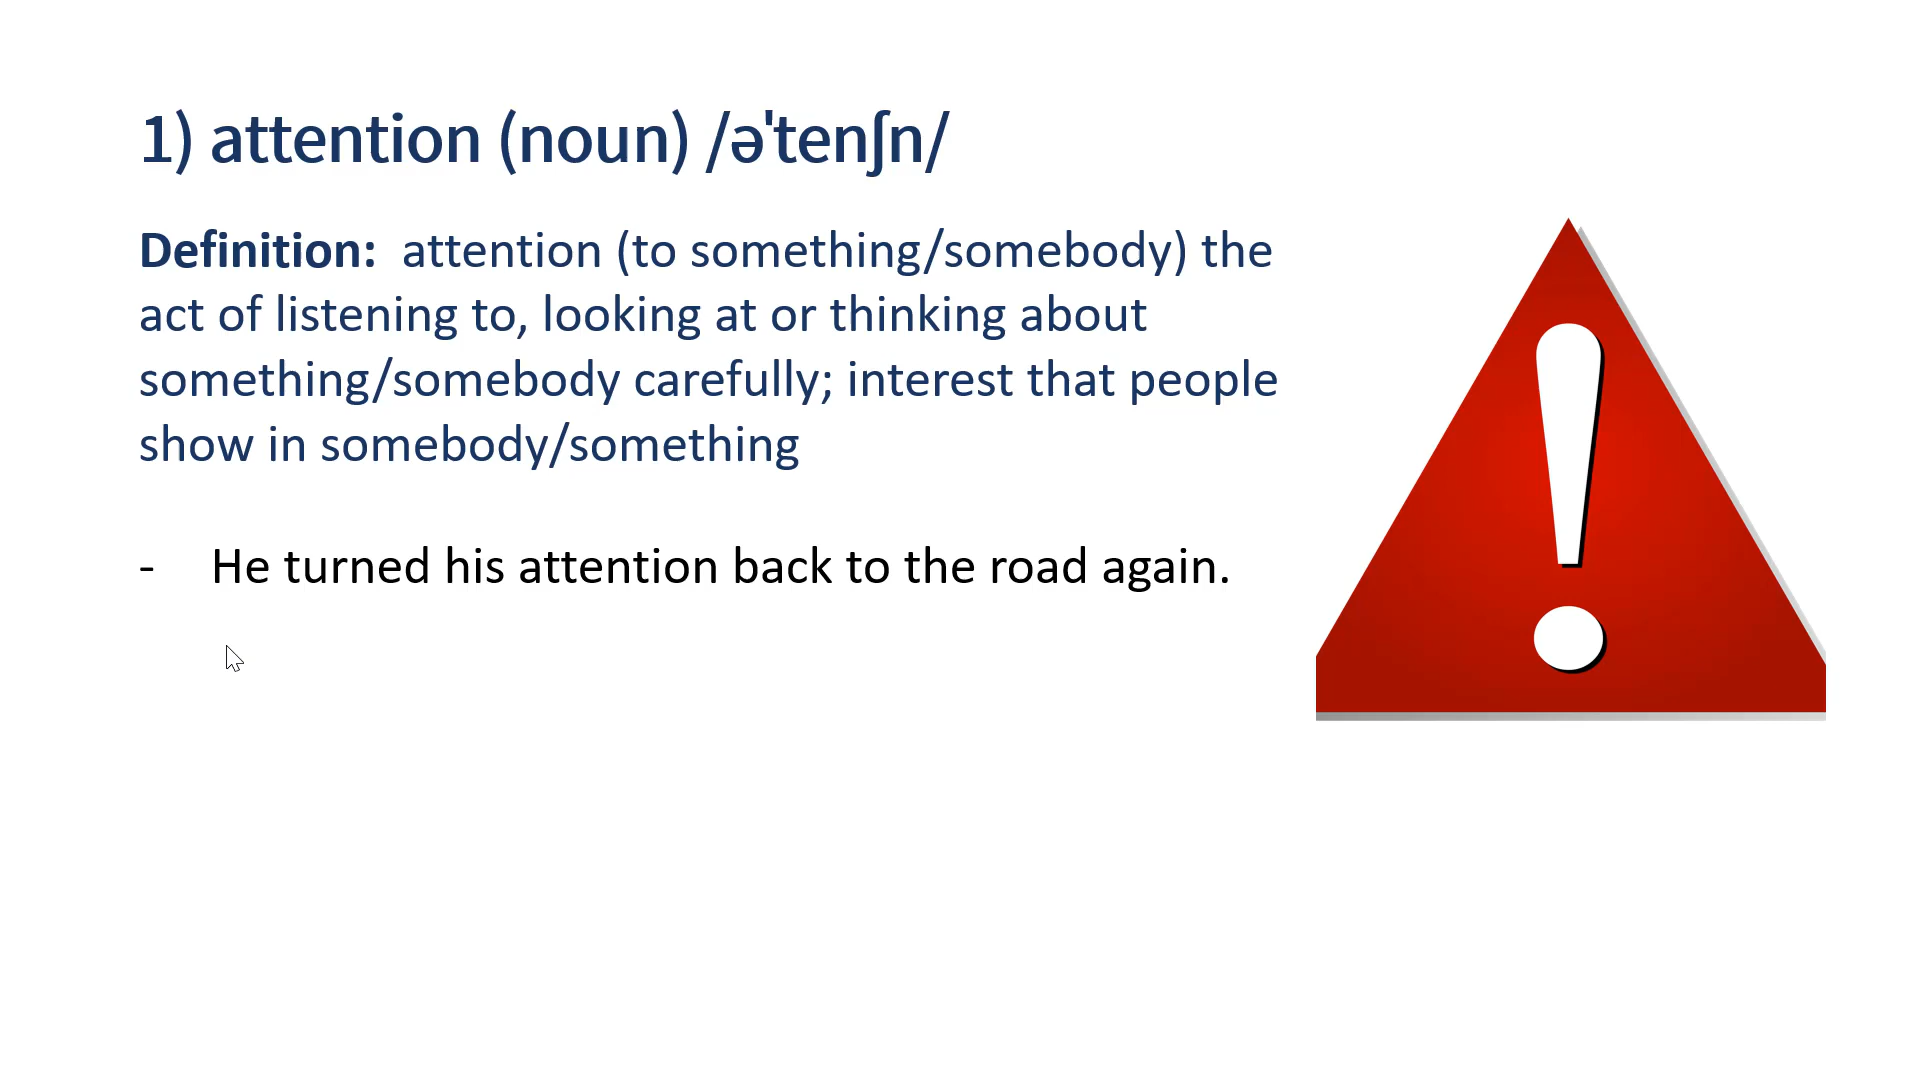 1) attention (noun) /əˈtenʃn/
Definition: attention (to something/somebody) the
act of listening to, looking at or thinking about
something/somebody carefully; interest that people
show in somebody/something
- He turned his attention back to the road again.